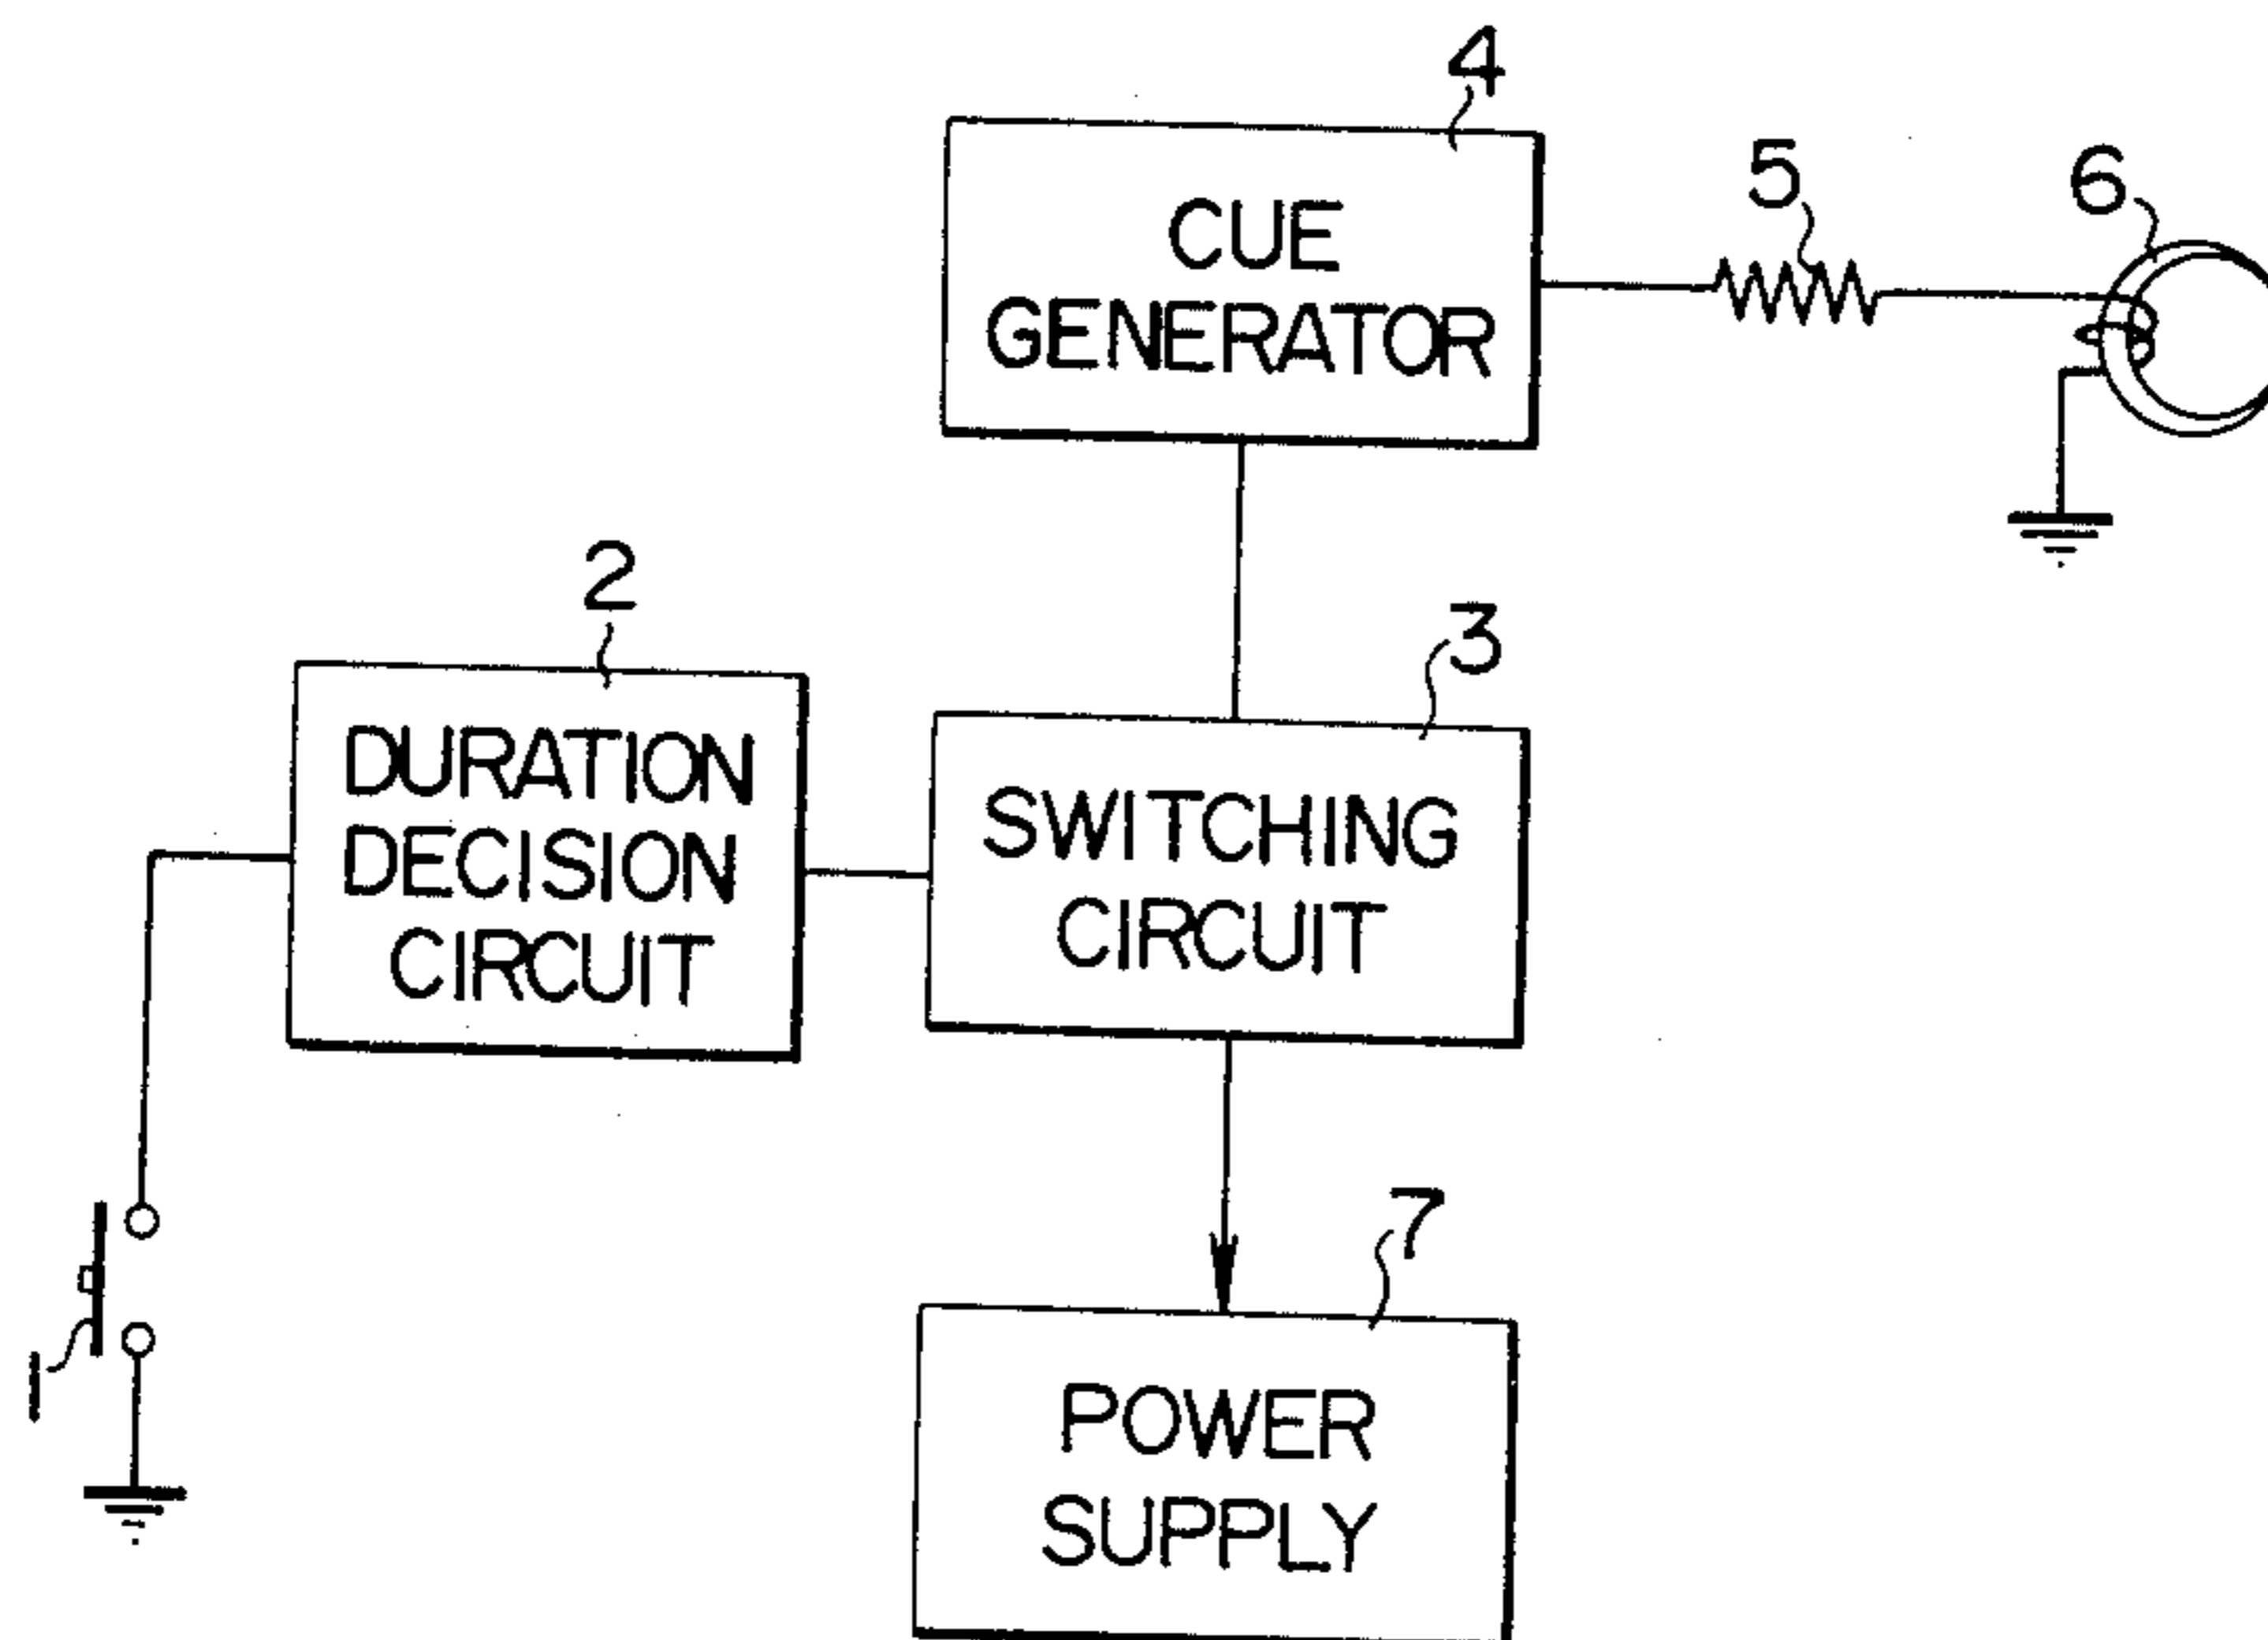 4
CUE
GENERATOR
5
6
2
DURATION
DECISION
CIRCUIT
3
SWITCHING
CIRCUIT
1
7
POWER
SUPPLY